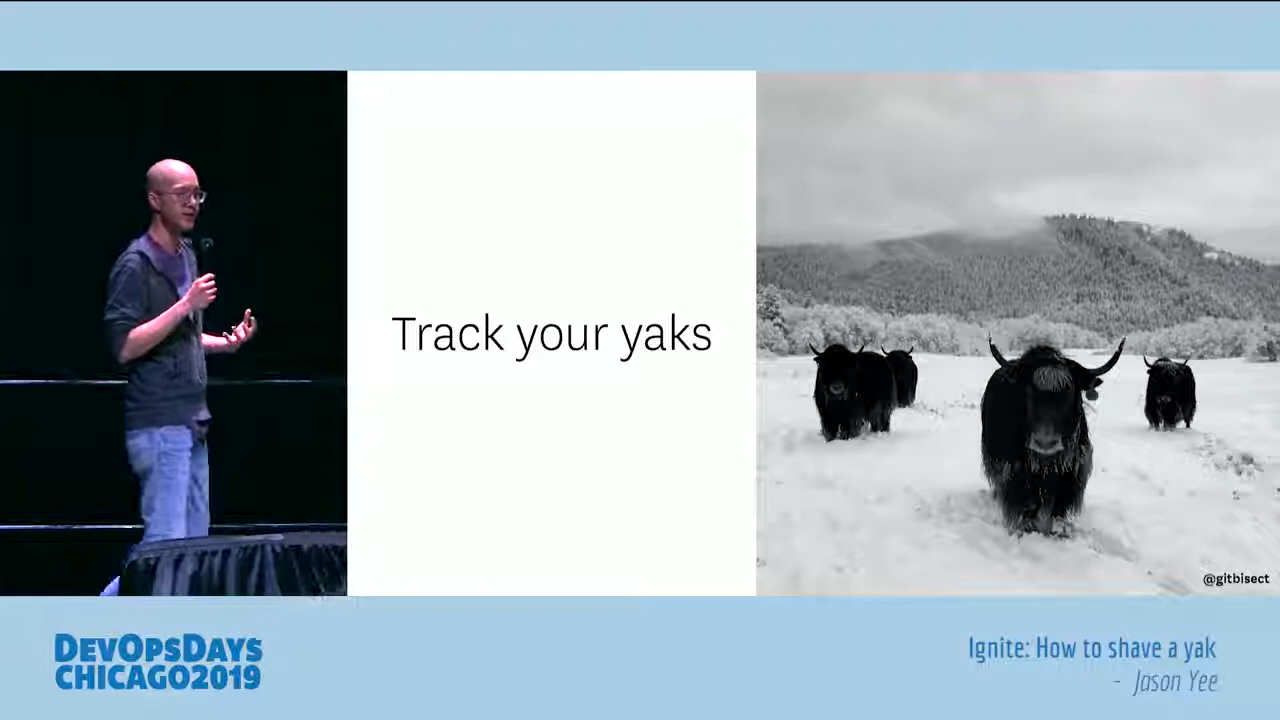 Track your yaks
@gitbisect
DEVOPSDAYS
CHICAGO2019
Ignite: How to shave a yak
- Jason Yee